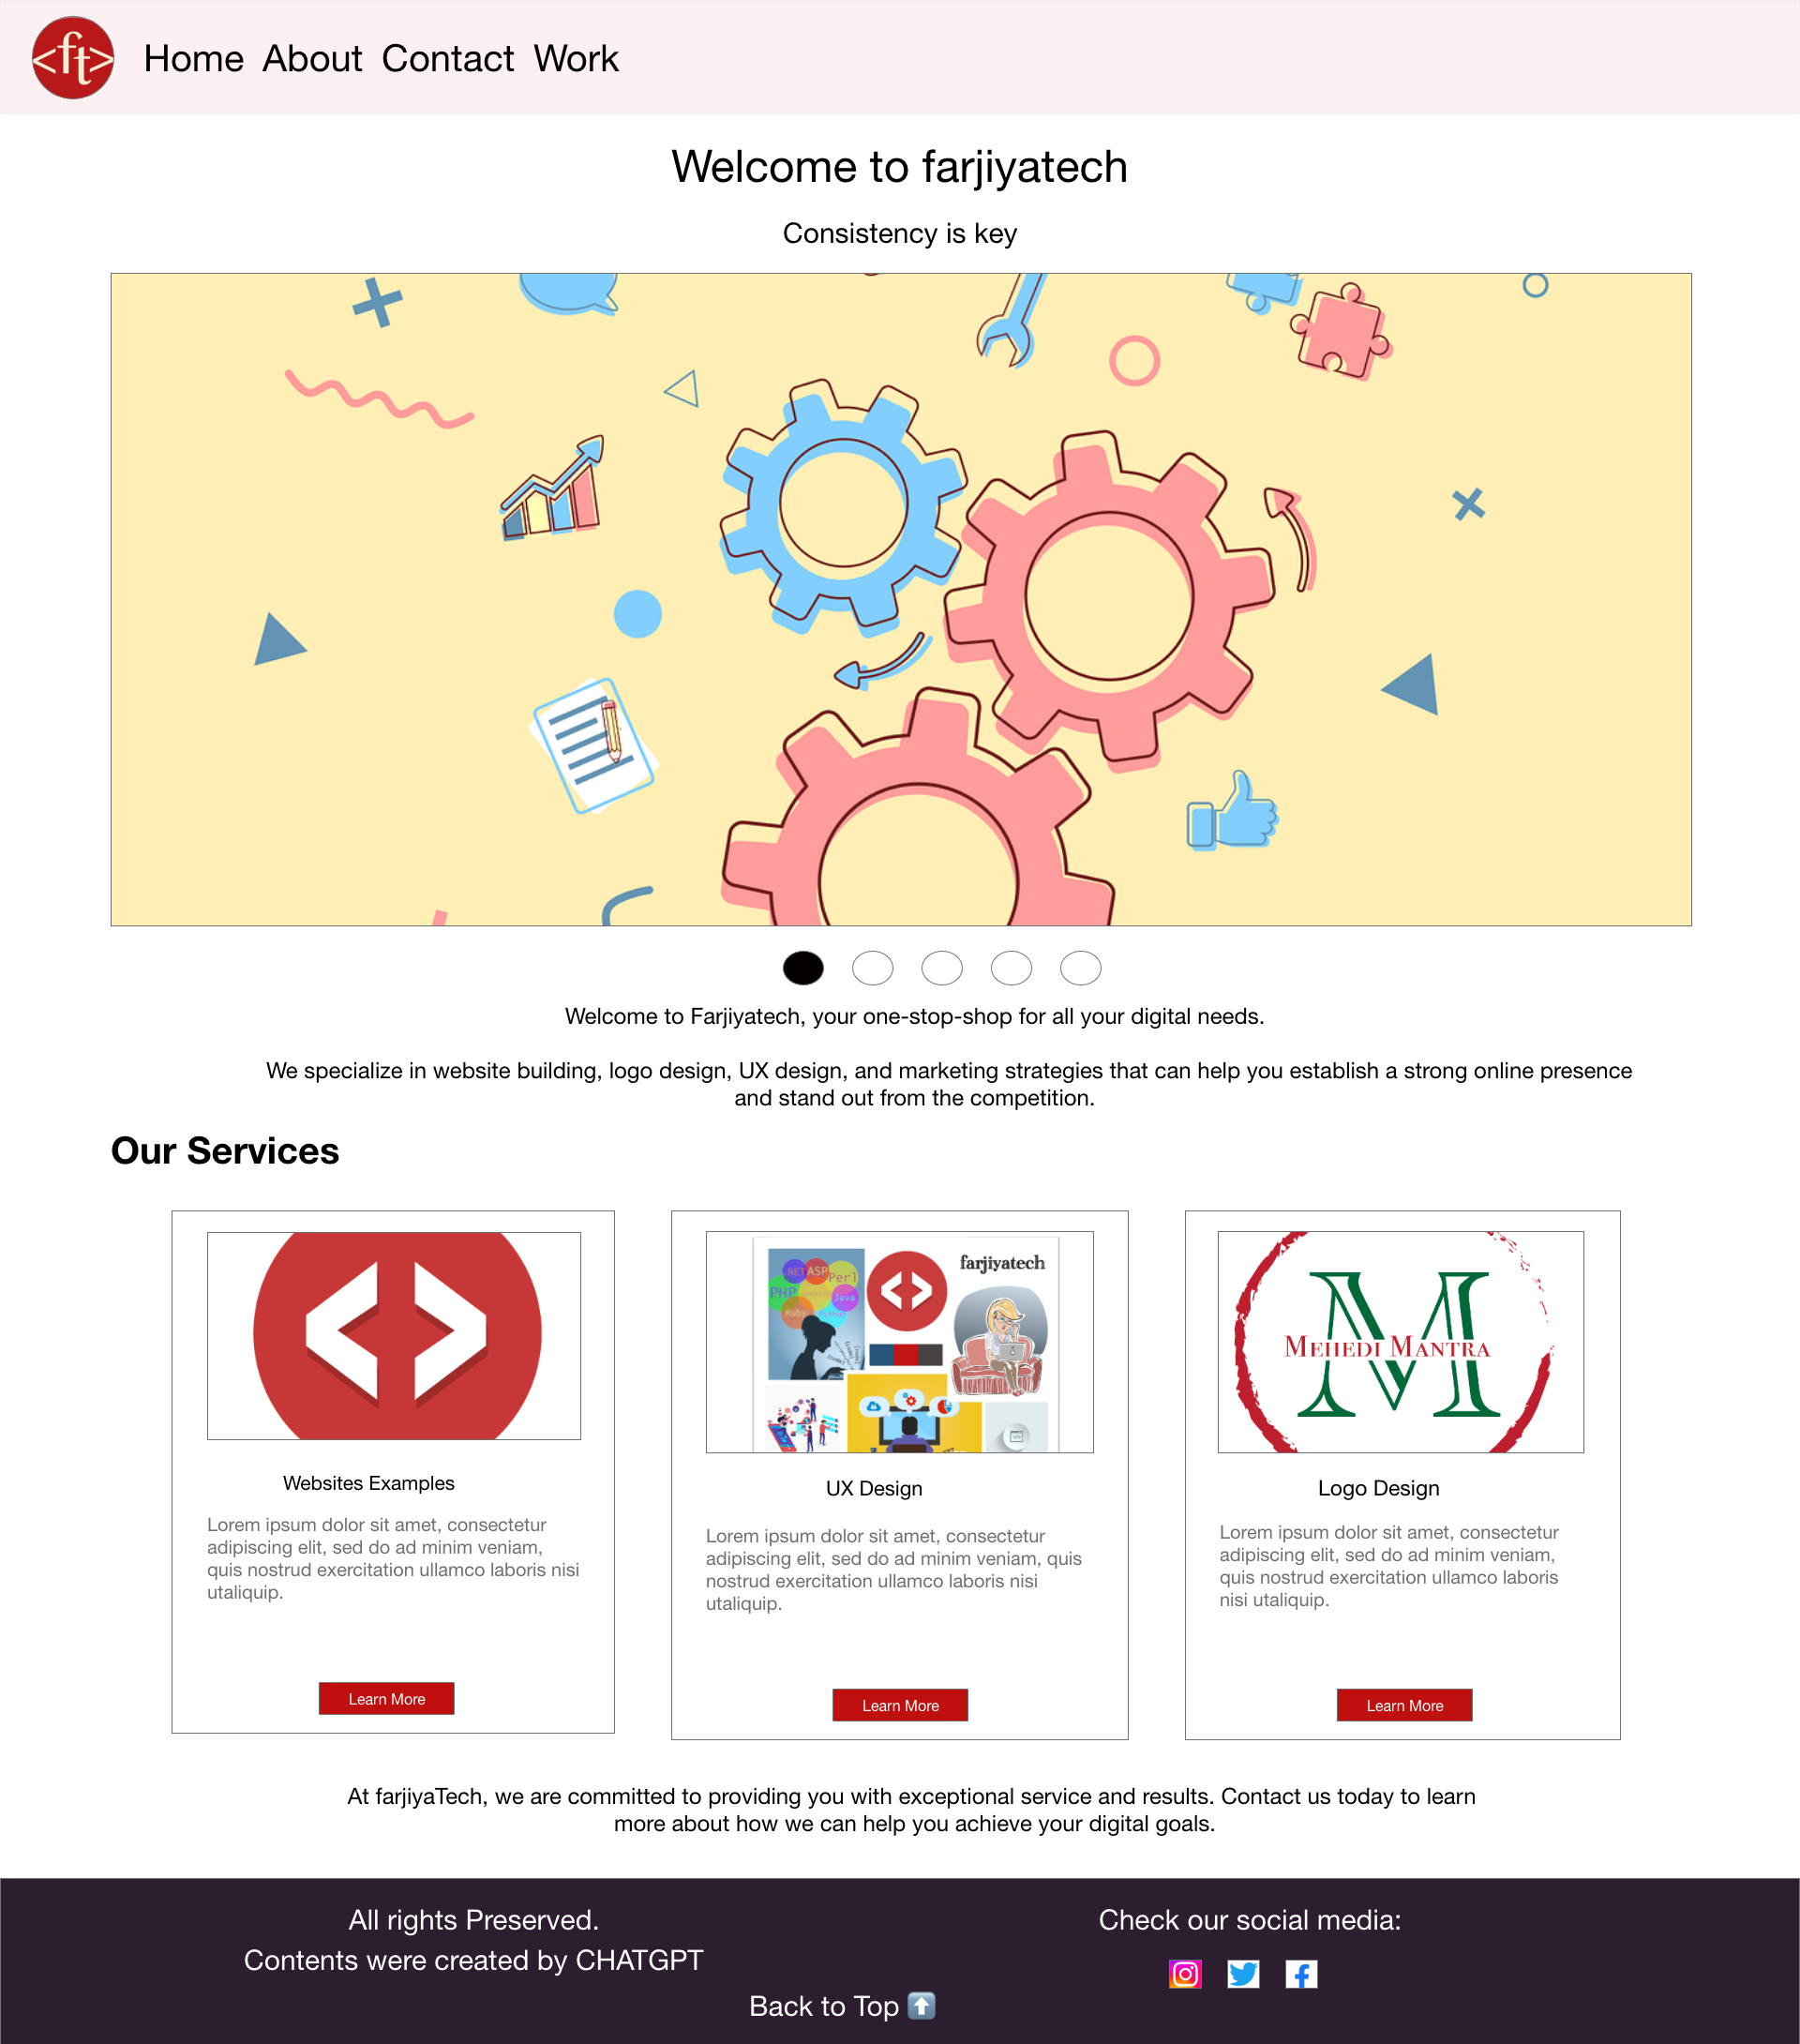 <ft>
Home About Contact Work
Welcome to farjiyatech
Consistency is key
Welcome to Farjiyatech, your one-stop-shop for all your digital needs.
We specialize in website building, logo design, UX design, and marketing strategies that can help you establish a strong online presence
and stand out from the competition.
Our Services
.NET ASP Perl
PHP
Java
Ruby
farjiyatech
MEHEDI MANTRA
M
Websites Examples
Lorem ipsum dolor sit amet, consectetur
adipiscing elit, sed do ad minim veniam,
quis nostrud exercitation ullamco laboris nisi
utaliquip.
Learn More
UX Design
Lorem ipsum dolor sit amet, consectetur
adipiscing elit, sed do ad minim veniam, quis
nostrud exercitation ullamco laboris nisi
utaliquip.
Learn More
Logo Design
Lorem ipsum dolor sit amet, consectetur
adipiscing elit, sed do ad minim veniam,
quis nostrud exercitation ullamco laboris
nisi utaliquip.
Learn More
At farjiyaTech, we are committed to providing you with exceptional service and results. Contact us today to learn
more about how we can help you achieve your digital goals.
All rights Preserved.
Contents were created by CHATGPT
Check our social media:
Back to Top ⬆️